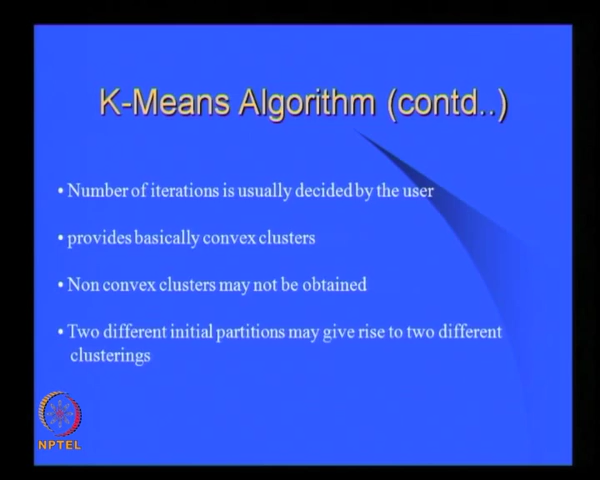 K-Means Algorithm (contd..)
• Number of iterations is usually decided by the user
• provides basically convex clusters
• Non convex clusters may not be obtained
• Two different initial partitions may give rise to two different
clusterings
NPTEL